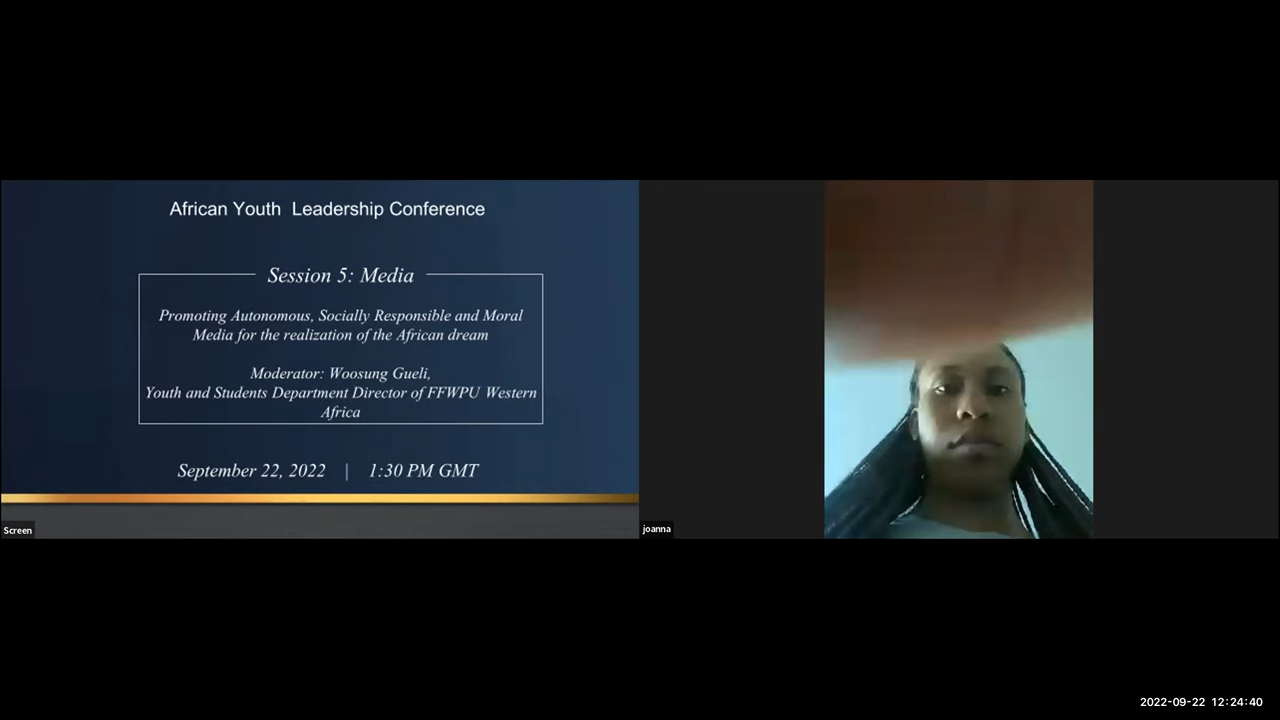 African Youth  Leadership Conference
Session 5: Media
Promoting Autonomous, Socially Responsible and Moral
Media for the realization of the African dream
Moderator: Woosung Gueli,
Youth and Students Department Director of FFWPU Western
Africa
September 22, 2022 | 1:30 PM GMT
Screen
joanna
2022-09-22 12:24:40